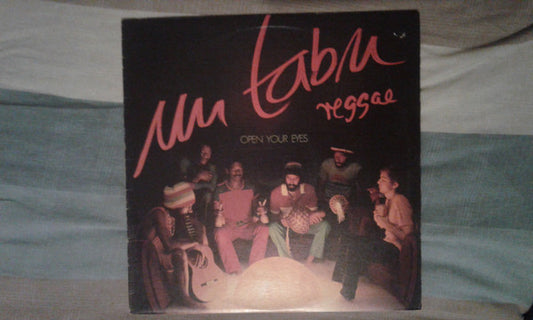 un tabu
reggae
OPEN YOUR EYES